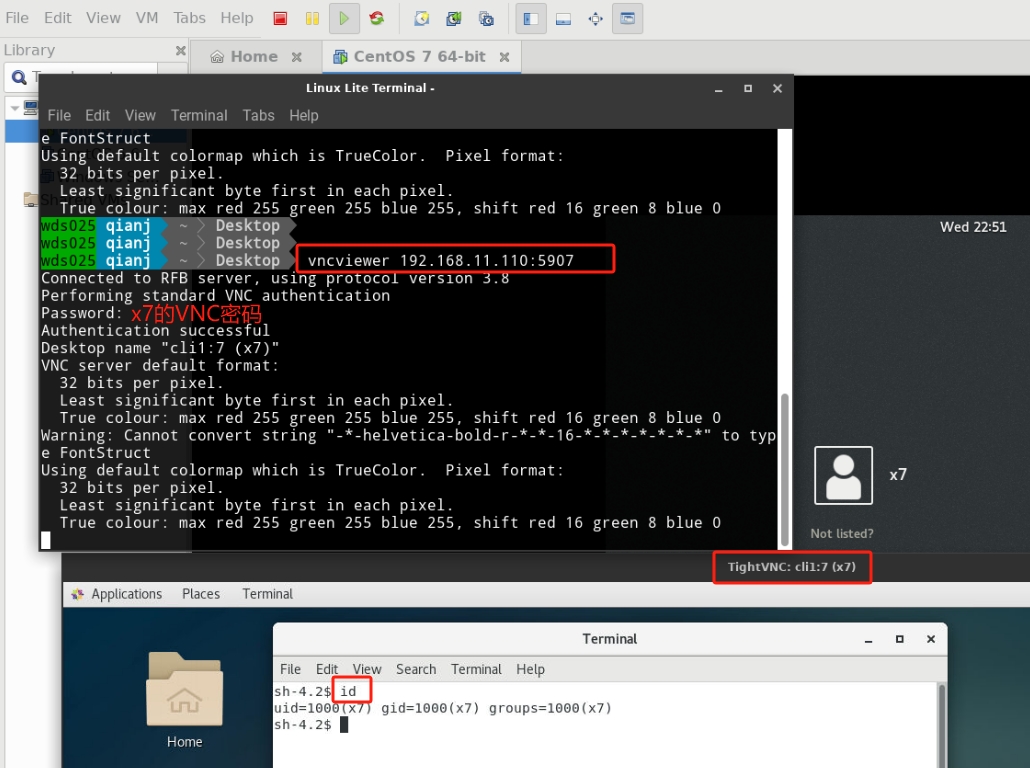 File Edit View VM Tabs Help
Library
Home
CentOS 7 64-bit
Linux Lite Terminal -
File Edit View Terminal Tabs Help
e FontStruct
Using default colormap which is TrueColor.  Pixel format:
  32 bits per pixel.
  Least significant byte first in each pixel.
  True colour: max red 255 green 255 blue 255, shift red 16 green 8 blue 0
wds025 qianj ~ Desktop
wds025 qianj ~ Desktop
wds025 qianj ~ Desktop vncviewer 192.168.11.110:5907
Connected to RFB server, using protocol version 3.8
Performing standard VNC authentication
Password: x7的VNC密码
Authentication successful
Desktop name "cli1:7 (x7)"
VNC server default format:
  32 bits per pixel.
  Least significant byte first in each pixel.
  True colour: max red 255 green 255 blue 255, shift red 16 green 8 blue 0
Warning: Cannot convert string "-*-helvetica-bold-r-*-*-16-*-*-*-*-*-*-*" to typ
e FontStruct
Using default colormap which is TrueColor.  Pixel format:
  32 bits per pixel.
  Least significant byte first in each pixel.
  True colour: max red 255 green 255 blue 255, shift red 16 green 8 blue 0
Wed 22:51
x7
Not listed?
TightVNC: cli1:7 (x7)
Applications Places Terminal
Home
Terminal
File Edit View Search Terminal Help
sh-4.2$ id
uid=1000(x7) gid=1000(x7) groups=1000(x7)
sh-4.2$